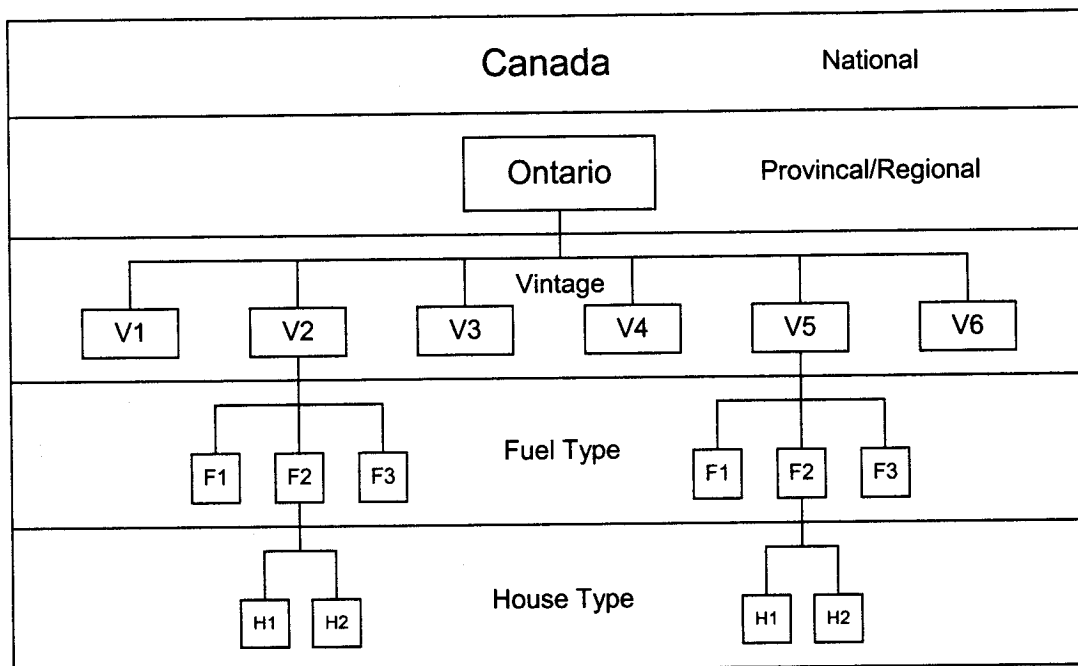 Canada National
Ontario Provincal/Regional
Vintage
V1 V2 V3 V4 V5 V6
F1 F2 F3 Fuel Type F1 F2 F3
H1 H2 House Type H1 H2